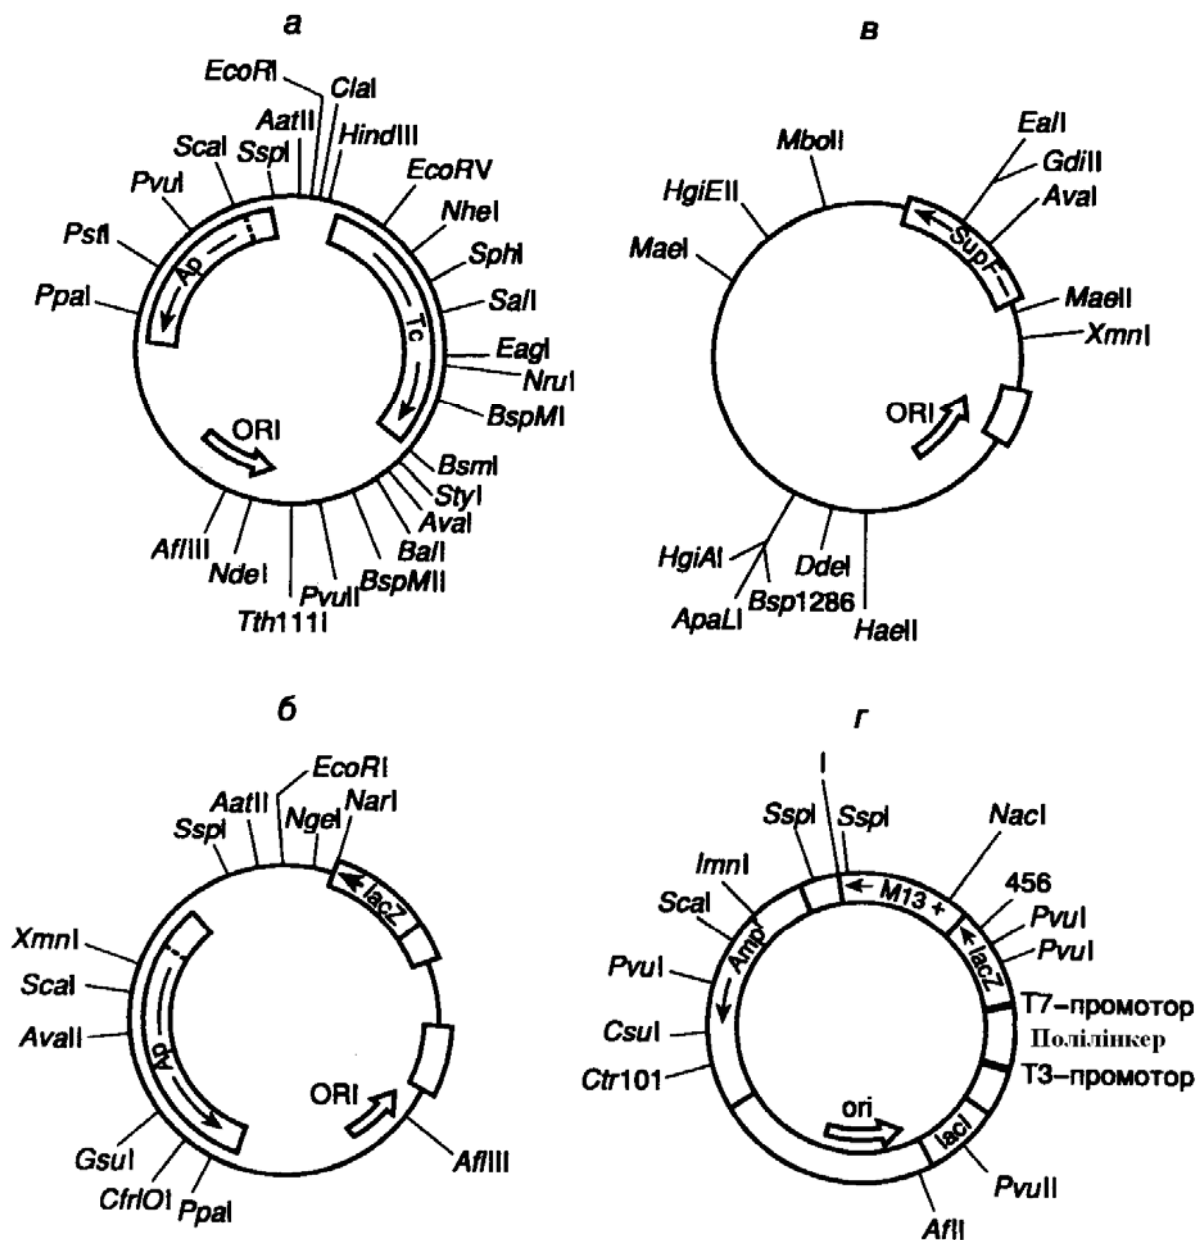 а
EcoRI
ClaI
AatII
HindIII
ScaI
SspI
EcoRV
PvuI
NheI
PstI
SphI
Ap
PpaI
SalI
Tc
EagI
NruI
BspMI
ORI
BsmI
StyI
AvaI
BalI
BspMII
AflIII
NdeI
PvuII
Tth111I
в
MboII
EalI
GdiII
HgiEII
AvaI
SupF
MaeI
MaeII
XmnI
ORI
HgiAI
DdeI
Bsp1286
ApaLI
HaeII
б
EcoRI
AatII
NgeI
NarI
SspI
lacZ
XmnI
ScaI
AvaII
Ap
ORI
GsuI
AflIII
CfrlO1
PpaI
г
I
SspI
SspI
NacI
ImnI
M13 +
456
ScaI
PvuI
Amp
lacZ
PvuI
PvuI
Т7–промотор
CsuI
Полілінкер
Ctr101
Т3–промотор
ori
lacI
PvuII
AflI